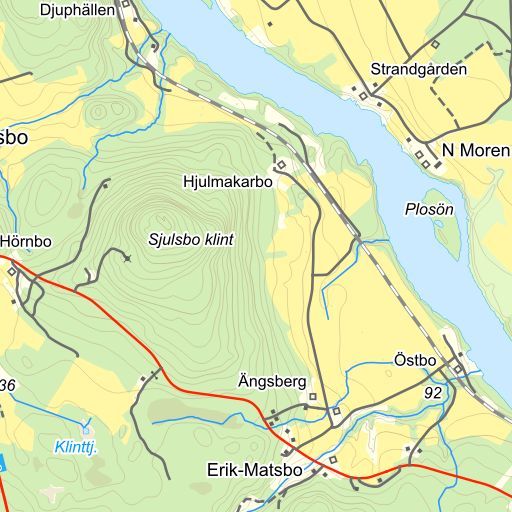 Djuphällen
Strandgården
sbo
N Moren
Hjulmakarbo
Plosön
Hörnbo
Sjulsbo klint
Östbo
36
Ängsberg
92
Klinttj.
Erik-Matsbo